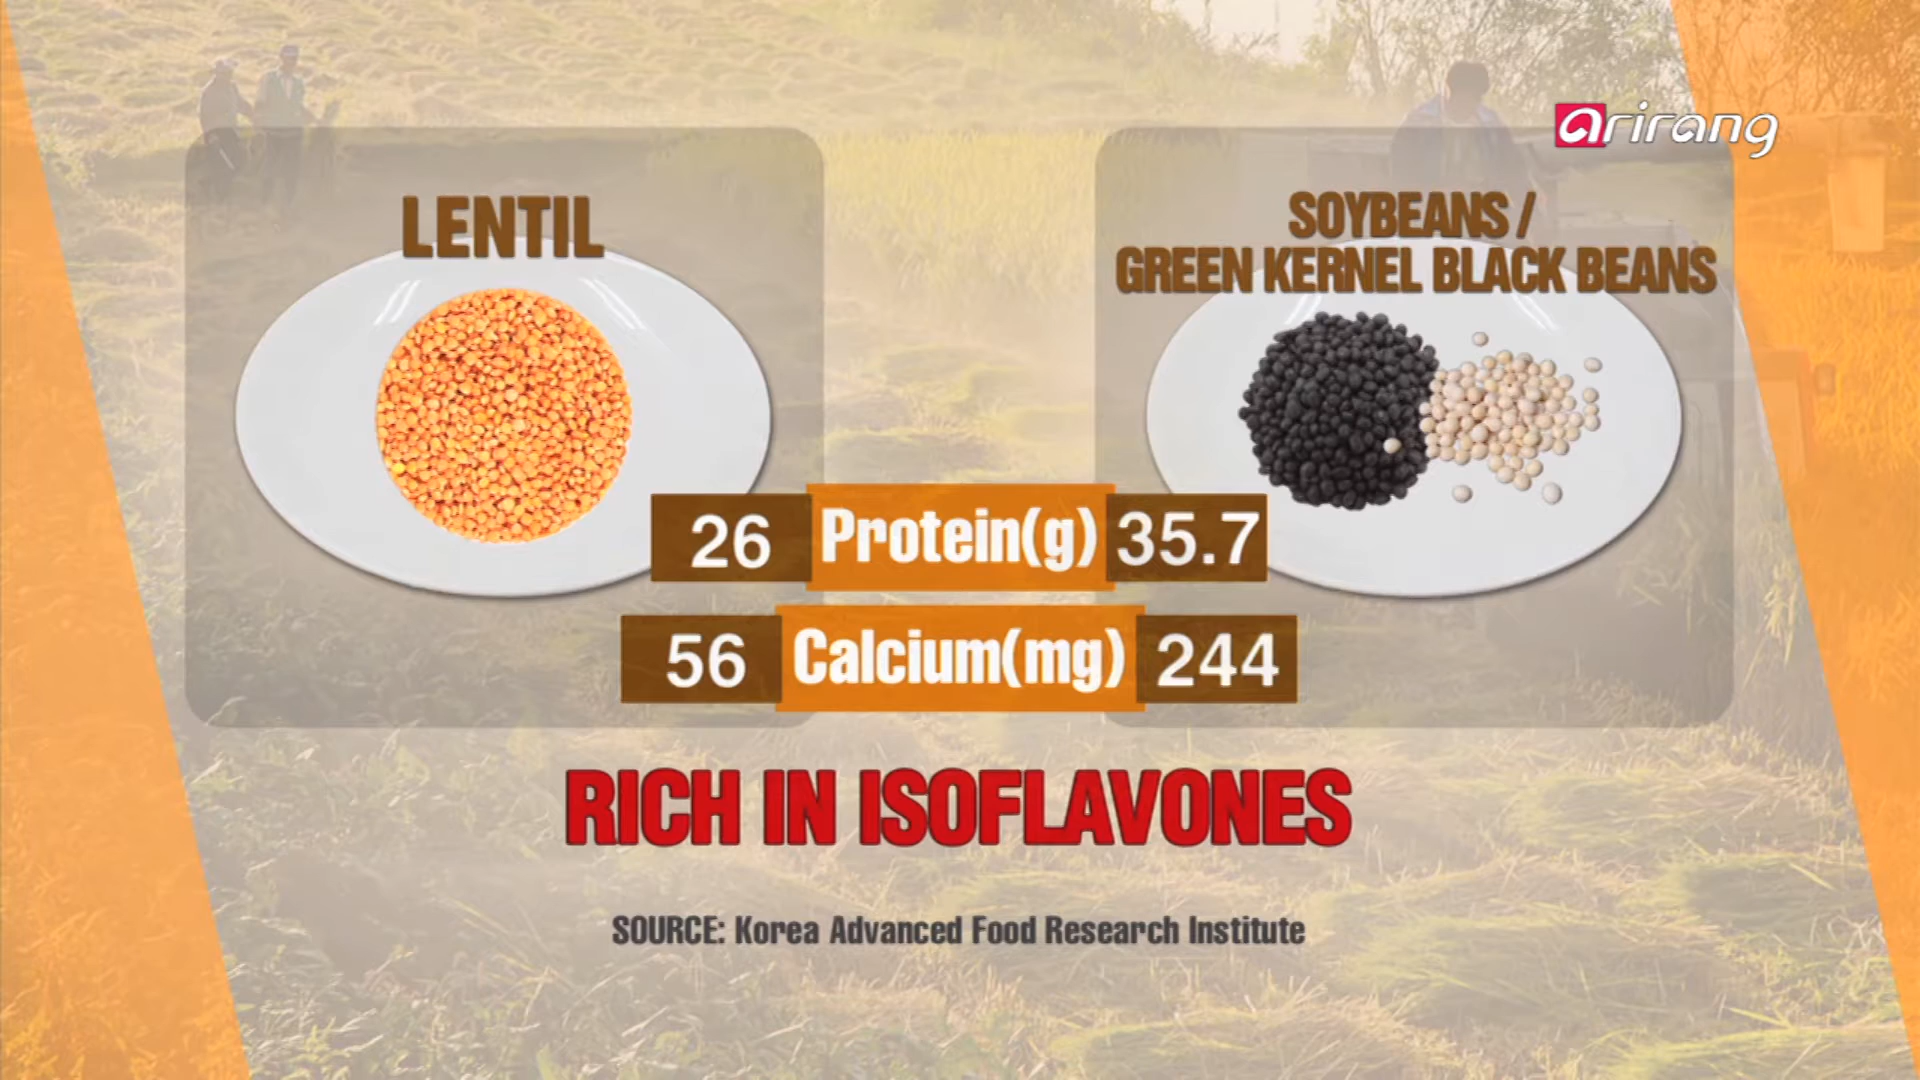 arirang
LENTIL
SOYBEANS /
GREEN KERNEL BLACK BEANS
26 Protein(g) 35.7
56 Calcium(mg) 244
RICH IN ISOFLAVONES
SOURCE: Korea Advanced Food Research Institute